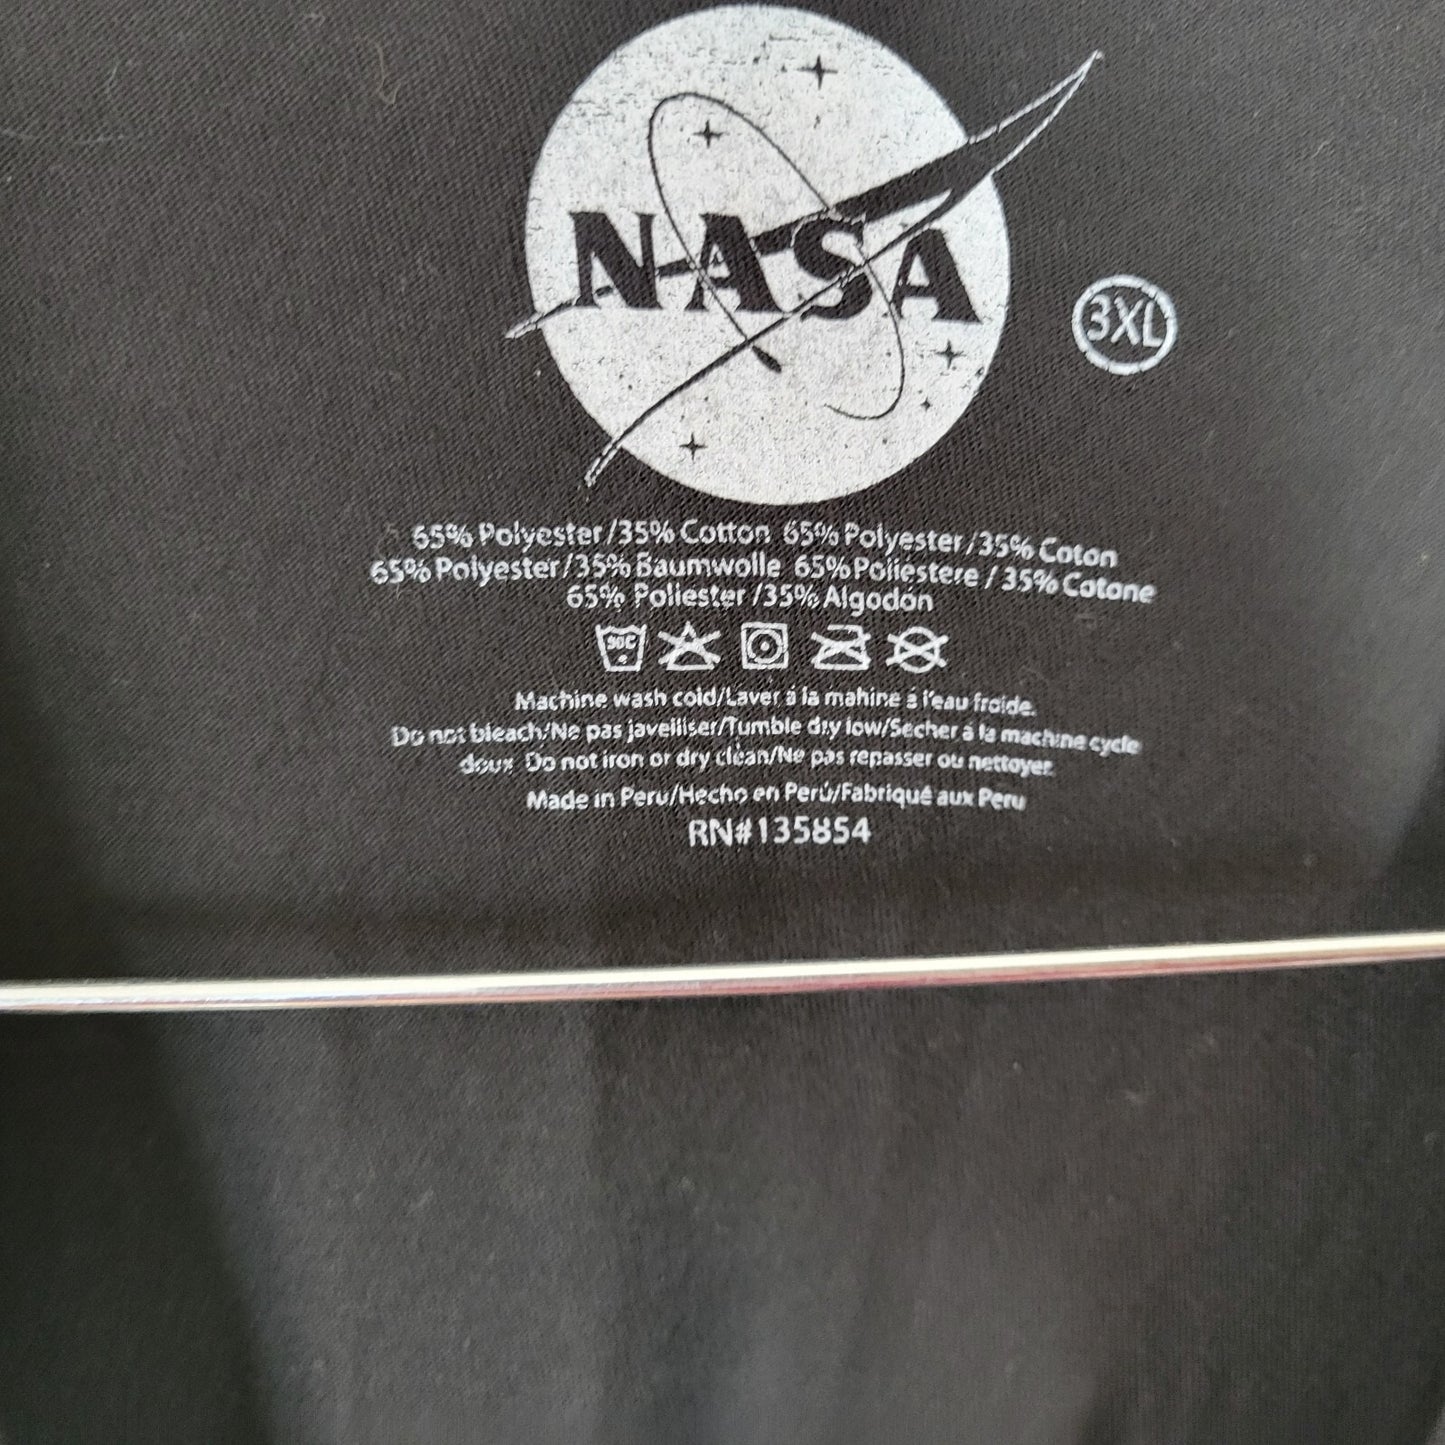 NASA
3XL
65% Polyester /35% Cotton 65% Polyester /35% Coton
65% Polyester /35% Baumwolle 65% Poliestere / 35% Cotone
65% Poliester /35% Algodón
30C
Machine wash cold/Laver á la mahine a l'eau froide.
Do not bleach/Ne pas javelliser/Tumble dry low/Secher a la machine cycle
doux Do not iron or dry clean/Ne pas repasser ou nettoyer.
Made in Peru/Hecho en Perú/Fabriqué aux Peru
RN#135854